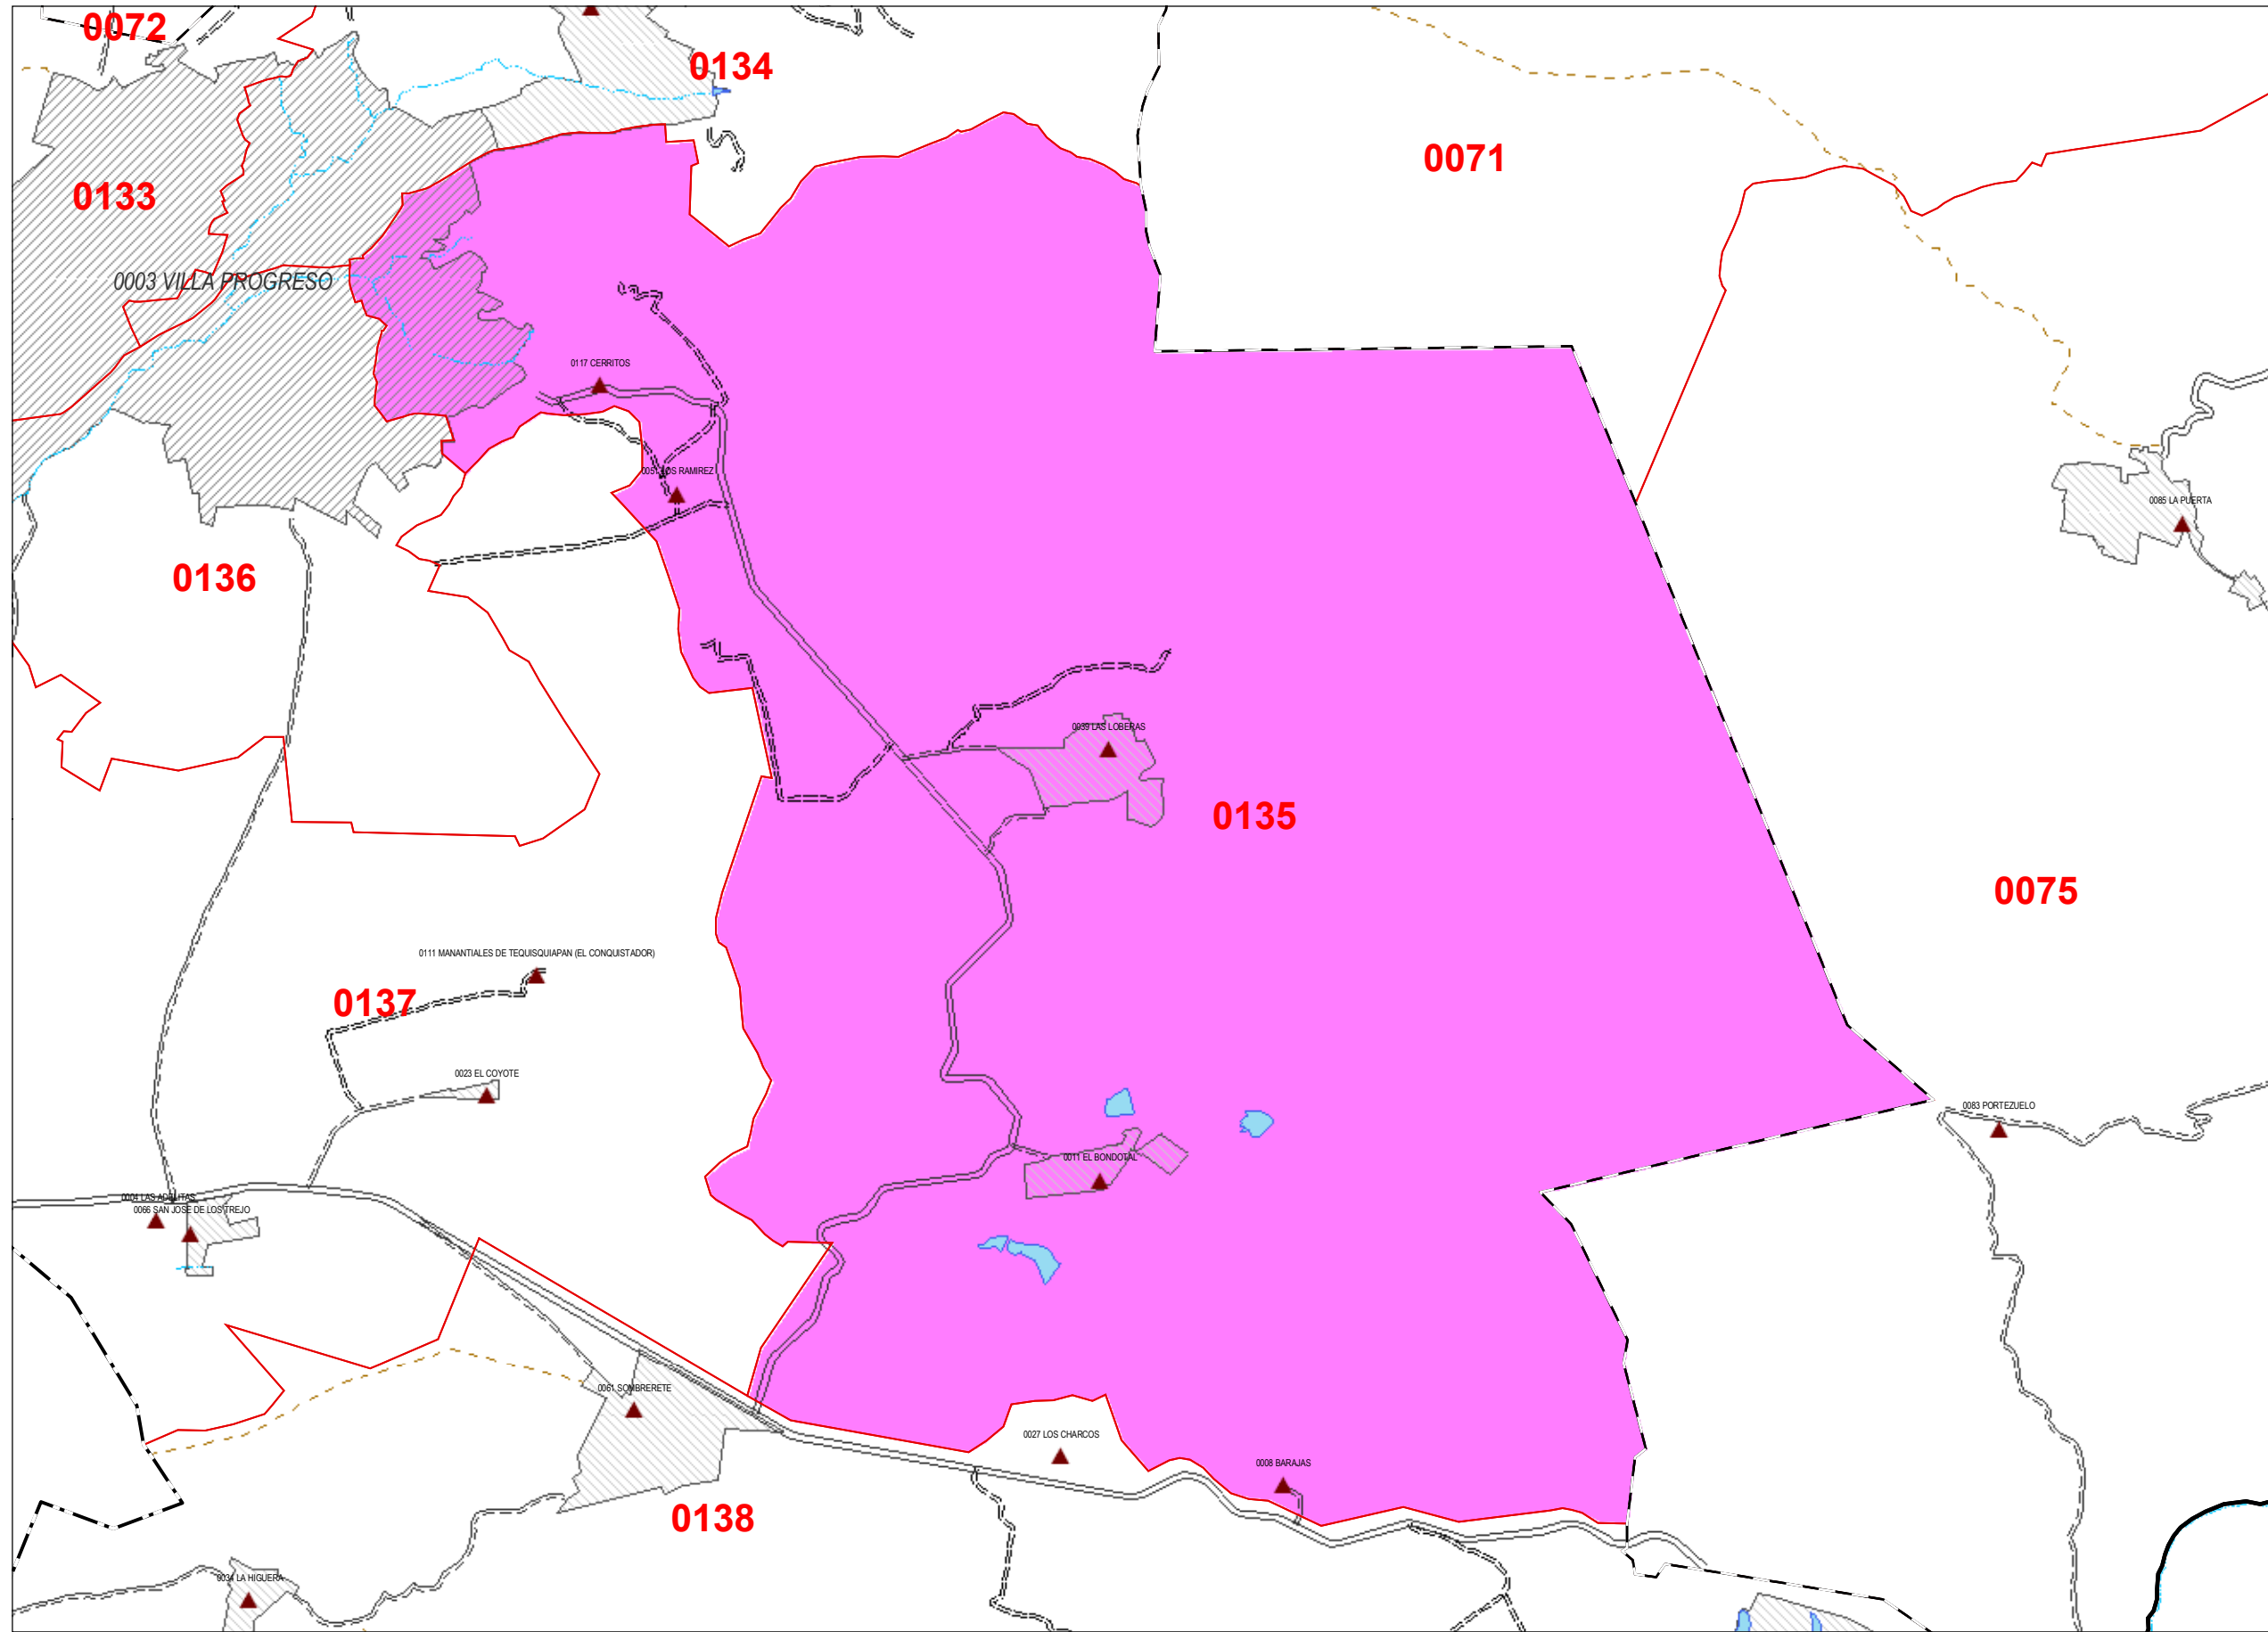 0072
0134
0071
0133
0003 VILLA PROGRESO
0117 CERRITOS
0051 LOS RAMIREZ
0085 LA PUERTA
0136
0039 LAS LOBERAS
0135
0075
0111 MANANTIALES DE TEQUISQUIAPAN (EL CONQUISTADOR)
0137
0023 EL COYOTE
0083 PORTEZUELO
0011 EL BONDOTAL
0004 LAS ADELITAS
0066 SAN JOSE DE LOS TREJO
0061 SOMBRERETE
0027 LOS CHARCOS
0008 BARAJAS
0138
0034 LA HIGUERA